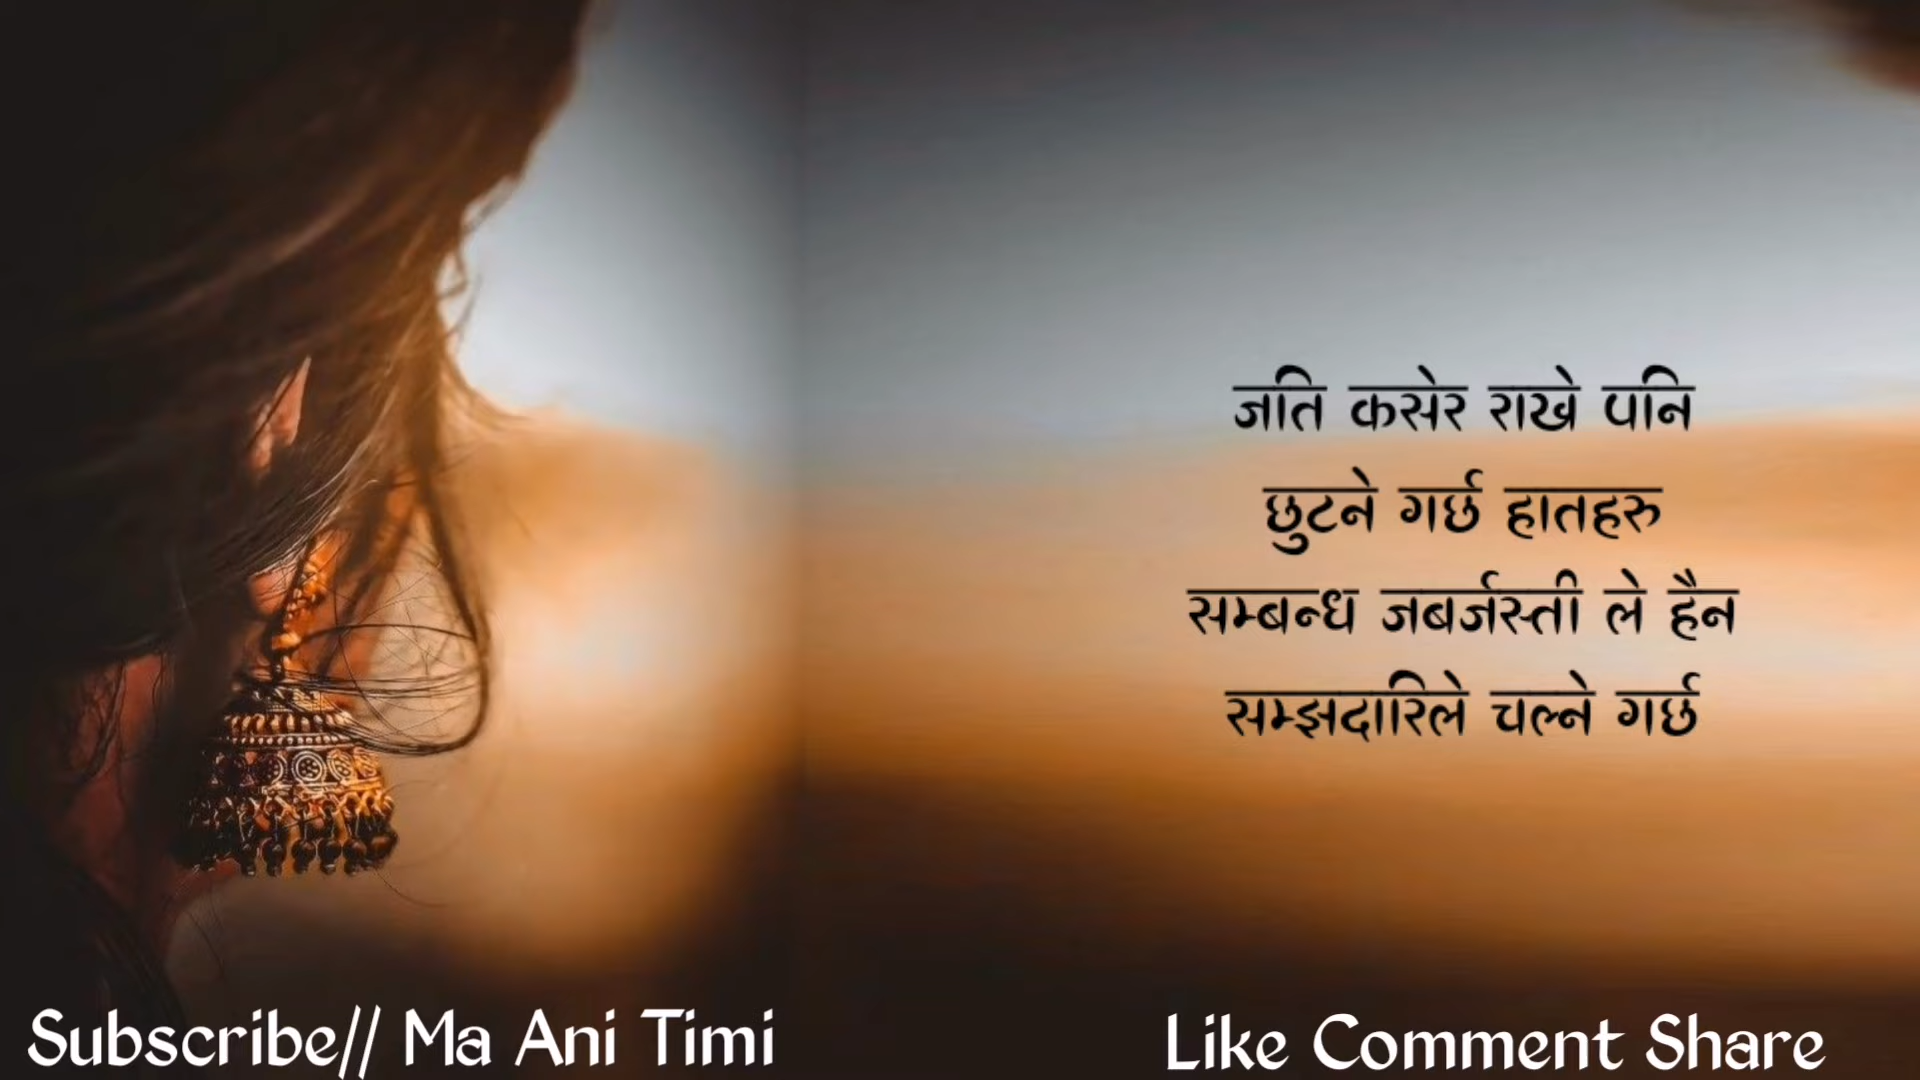 जति कसेर राखे पनि
छुटने गर्छ हातहरु
सम्बन्ध जबर्जस्ती ले हैन
सम्झदारिले चल्ने गर्छ
Subscribe// Ma Ani Timi
Like Comment Share